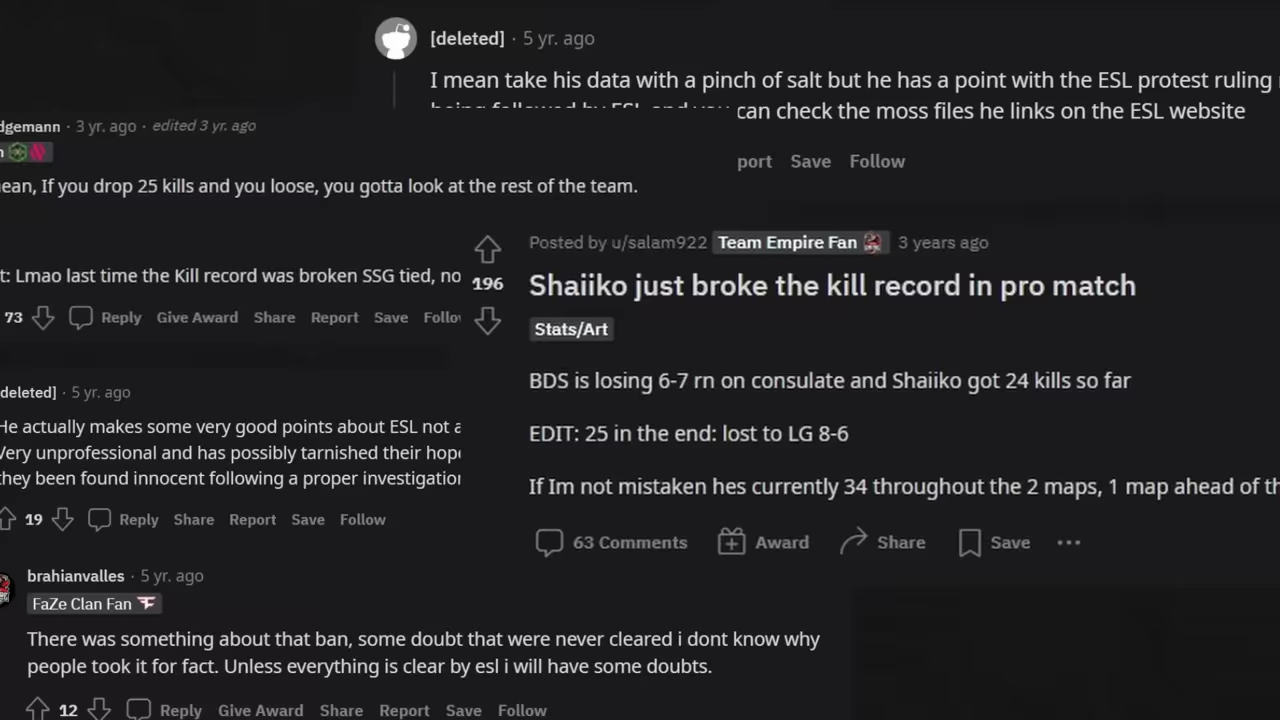 [deleted] · 5 yr. ago
I mean take his data with a pinch of salt but he has a point with the ESL protest ruling
can check the moss files he links on the ESL website
port Save Follow
dgemann · 3 yr. ago · edited 3 yr. ago
ean, If you drop 25 kills and you loose, you gotta look at the rest of the team.
t: Lmao last time the Kill record was broken SSG tied, no
73 Reply Give Award Share Report Save Follo
196
Posted by u/salam922 Team Empire Fan 3 years ago
Shaiiko just broke the kill record in pro match
Stats/Art
BDS is losing 6-7 rn on consulate and Shaiiko got 24 kills so far
EDIT: 25 in the end: lost to LG 8-6
If Im not mistaken hes currently 34 throughout the 2 maps, 1 map ahead of th
63 Comments Award Share Save
deleted] · 5 yr. ago
He actually makes some very good points about ESL not a
Very unprofessional and has possibly tarnished their hope
they been found innocent following a proper investigation
19 Reply Share Report Save Follow
brahianvalles · 5 yr. ago
FaZe Clan Fan
There was something about that ban, some doubt that were never cleared i dont know why
people took it for fact. Unless everything is clear by esl i will have some doubts.
12 Reply Give Award Share Report Save Follow